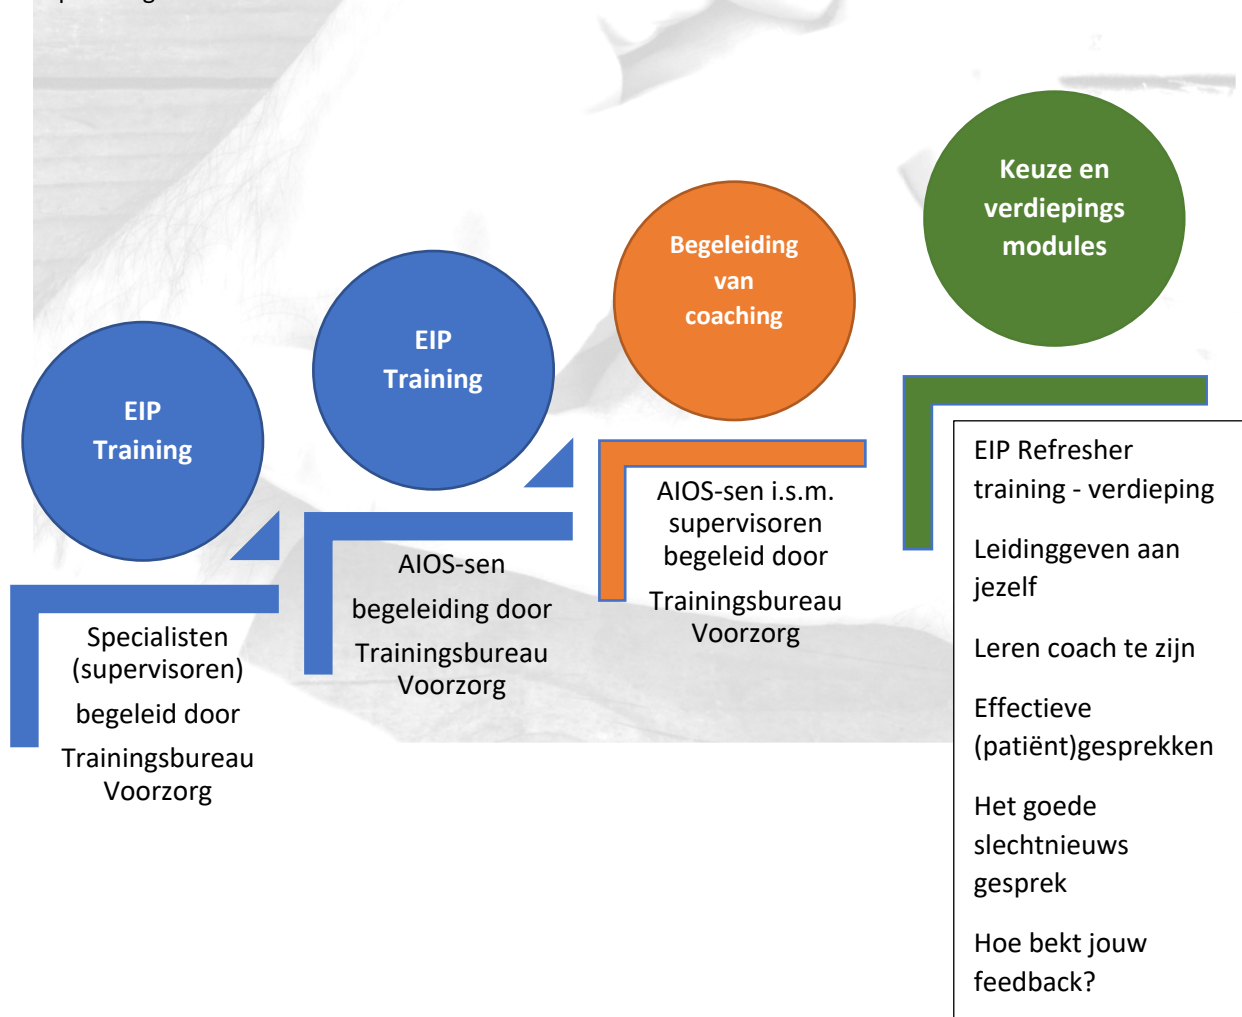 EIP
Training
Specialisten
(supervisoren)
begeleid door
Trainingsbureau
Voorzorg
EIP
Training
AIOS-sen
begeleiding door
Trainingsbureau
Voorzorg
Begeleiding
van
coaching
AIOS-sen i.s.m.
supervisoren
begeleid door
Trainingsbureau
Voorzorg
Keuze en
verdiepings
modules
EIP Refresher
training - verdieping
Leidinggeven aan
jezelf
Leren coach te zijn
Effectieve
(patiënt)gesprekken
Het goede
slechtnieuws
gesprek
Hoe bekt jouw
feedback?